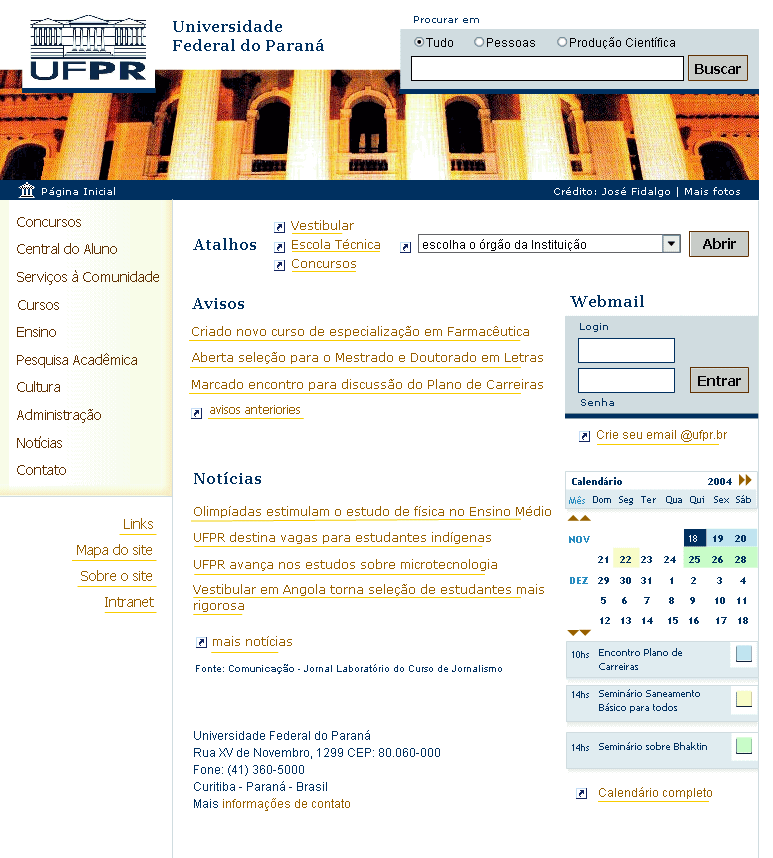 UFPR
Universidade
Federal do Paraná
Procurar em
Tudo Pessoas Produção Científica
Buscar
Página Inicial
Crédito: José Fidalgo | Mais fotos
Concursos
Central do Aluno
Serviços à Comunidade
Cursos
Ensino
Pesquisa Acadêmica
Cultura
Administração
Notícias
Contato
Links
Mapa do site
Sobre o site
Intranet
Atalhos
Vestibular
Escola Técnica
Concursos
escolha o órgão da Instituição
Abrir
Avisos
Criado novo curso de especialização em Farmacêutica
Aberta seleção para o Mestrado e Doutorado em Letras
Marcado encontro para discussão do Plano de Carreiras
avisos anteriories
Notícias
Olimpíadas estimulam o estudo de física no Ensino Médio
UFPR destina vagas para estudantes indígenas
UFPR avança nos estudos sobre microtecnologia
Vestibular em Angola torna seleção de estudantes mais
rigorosa
mais notícias
Fonte: Comunicação - Jornal Laboratório do Curso de Jornalismo
Universidade Federal do Paraná
Rua XV de Novembro, 1299 CEP: 80.060-000
Fone: (41) 360-5000
Curitiba - Paraná - Brasil
Mais informações de contato
Webmail
Login
Entrar
Senha
Crie seu email @ufpr.br
Calendário 2004
Mês Dom Seg Ter Qua Qui Sex Sáb
NOV 18 19 20
21 22 23 24 25 26 28
DEZ 29 30 31 1 2 3 4
5 6 7 8 9 10 11
12 13 14 15 16 17 18
10hs Encontro Plano de
Carreiras
14hs Seminário Saneamento
Básico para todos
14hs Seminário sobre Bhaktin
Calendário completo